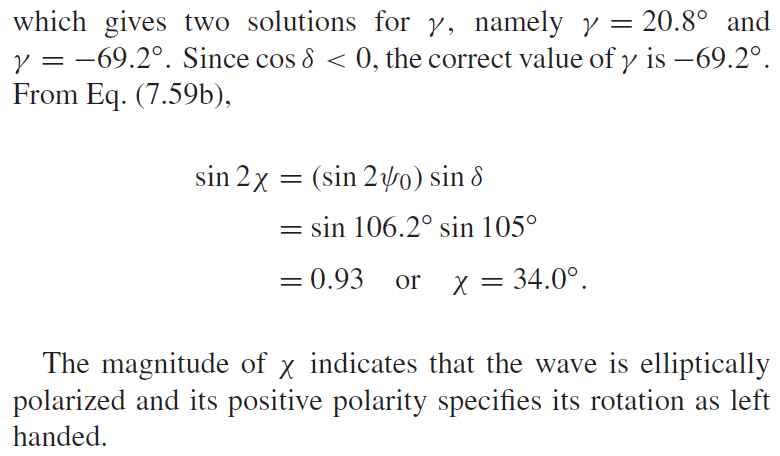 which gives two solutions for γ, namely γ = 20.8° and
γ = −69.2°. Since cos δ < 0, the correct value of γ is −69.2°.
From Eq. (7.59b),
sin 2χ = (sin 2ψ₀) sin δ
= sin 106.2° sin 105°
= 0.93 or χ = 34.0°.
The magnitude of χ indicates that the wave is elliptically
polarized and its positive polarity specifies its rotation as left
handed.